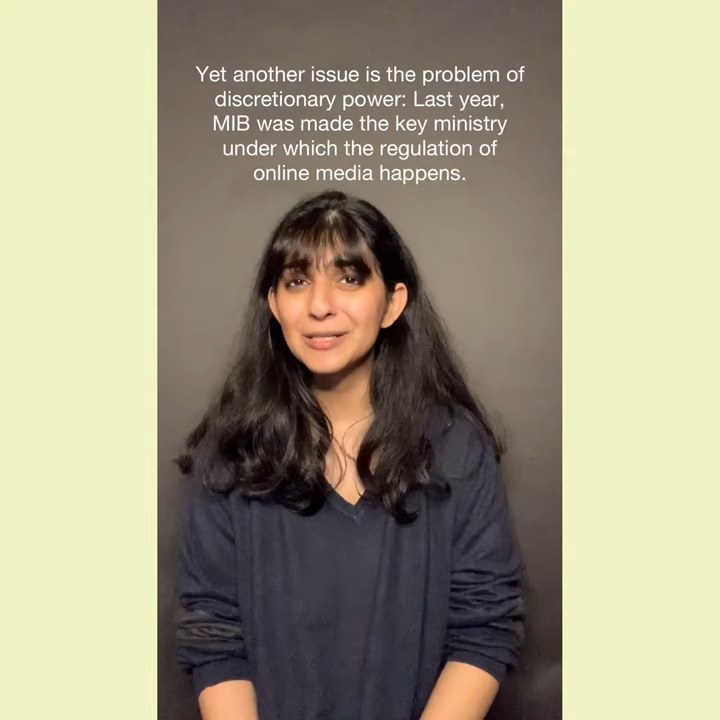 Yet another issue is the problem of
discretionary power: Last year,
MIB was made the key ministry
under which the regulation of
online media happens.